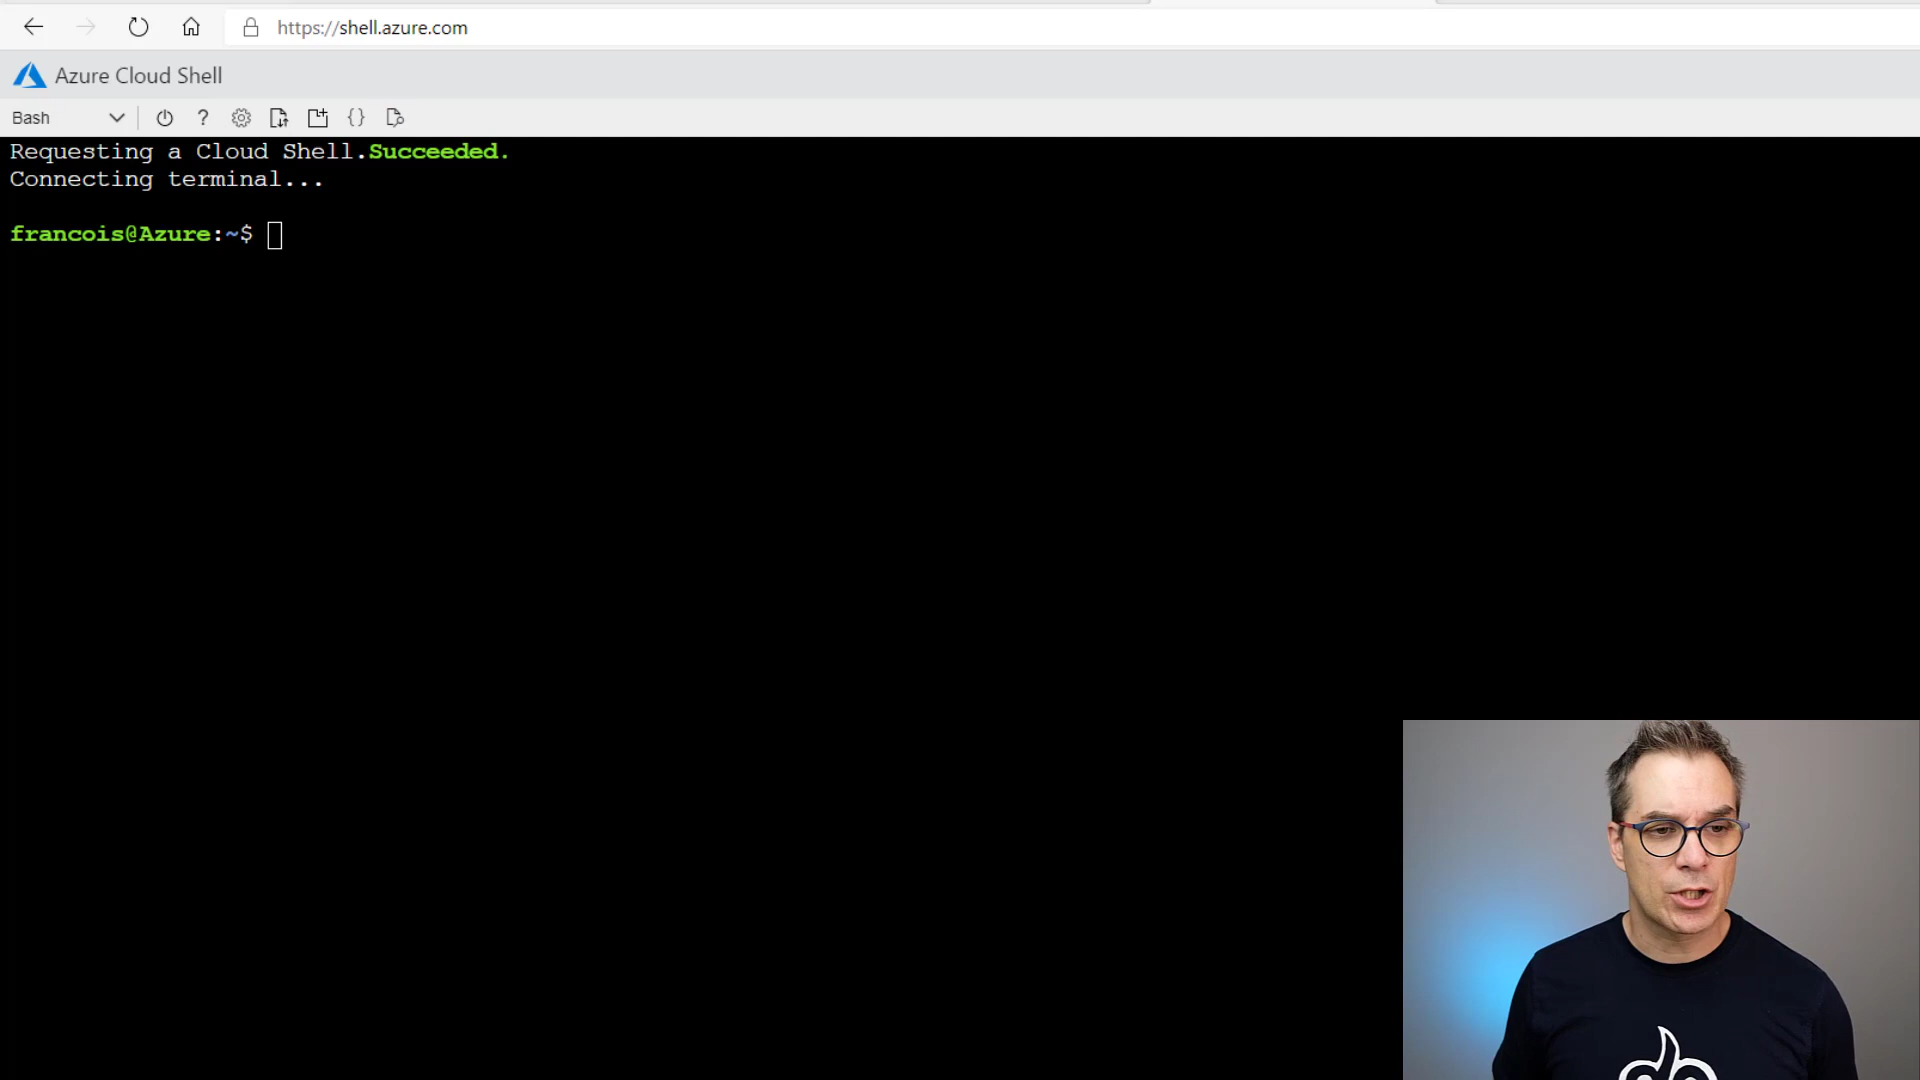 https://shell.azure.com
Azure Cloud Shell
Bash
Requesting a Cloud Shell.Succeeded.
Connecting terminal...
francois@Azure:~$